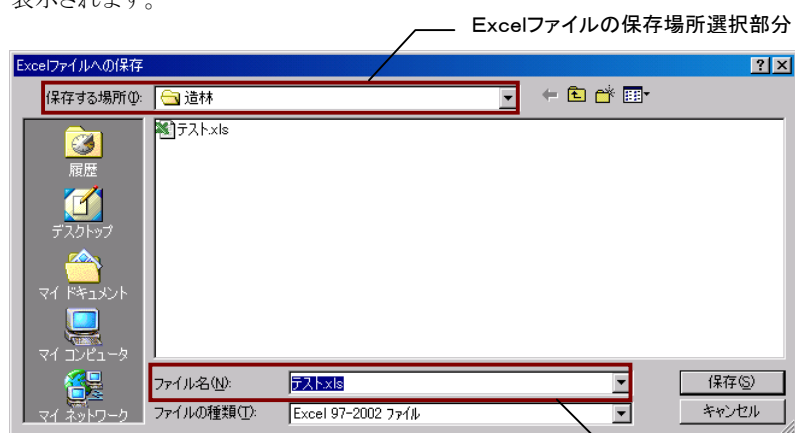 表示されます。
Excelファイルの保存場所選択部分
Excelファイルへの保存
保存する場所(I): 造林
テスト.xls
履歴
デスクトップ
マイ ドキュメント
マイ コンピュータ
マイ ネットワーク
ファイル名(N): テスト.xls 保存(S)
ファイルの種類(T): Excel 97-2002 ファイル キャンセル